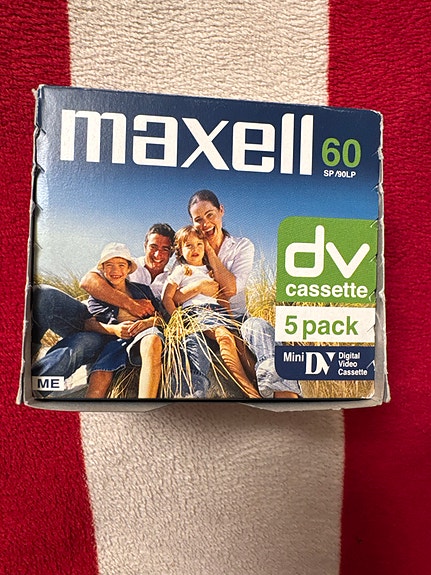 maxell
60
SP /90LP
dv
cassette
5 pack
Mini DV Digital
Video
Cassette
ME